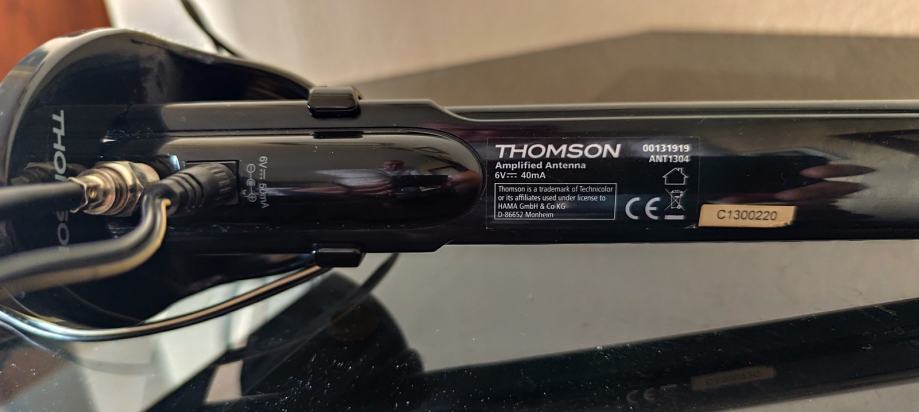 THOMSON
6V⎓ 60mA
THOMSON
Amplified Antenna
6V⎓ 40mA
Thomson is a trademark of Technicolor
or its affiliates used under license to
HAMA GmbH & Co KG
D-86652 Monheim
00131919
ANT1304
CE
C1300220